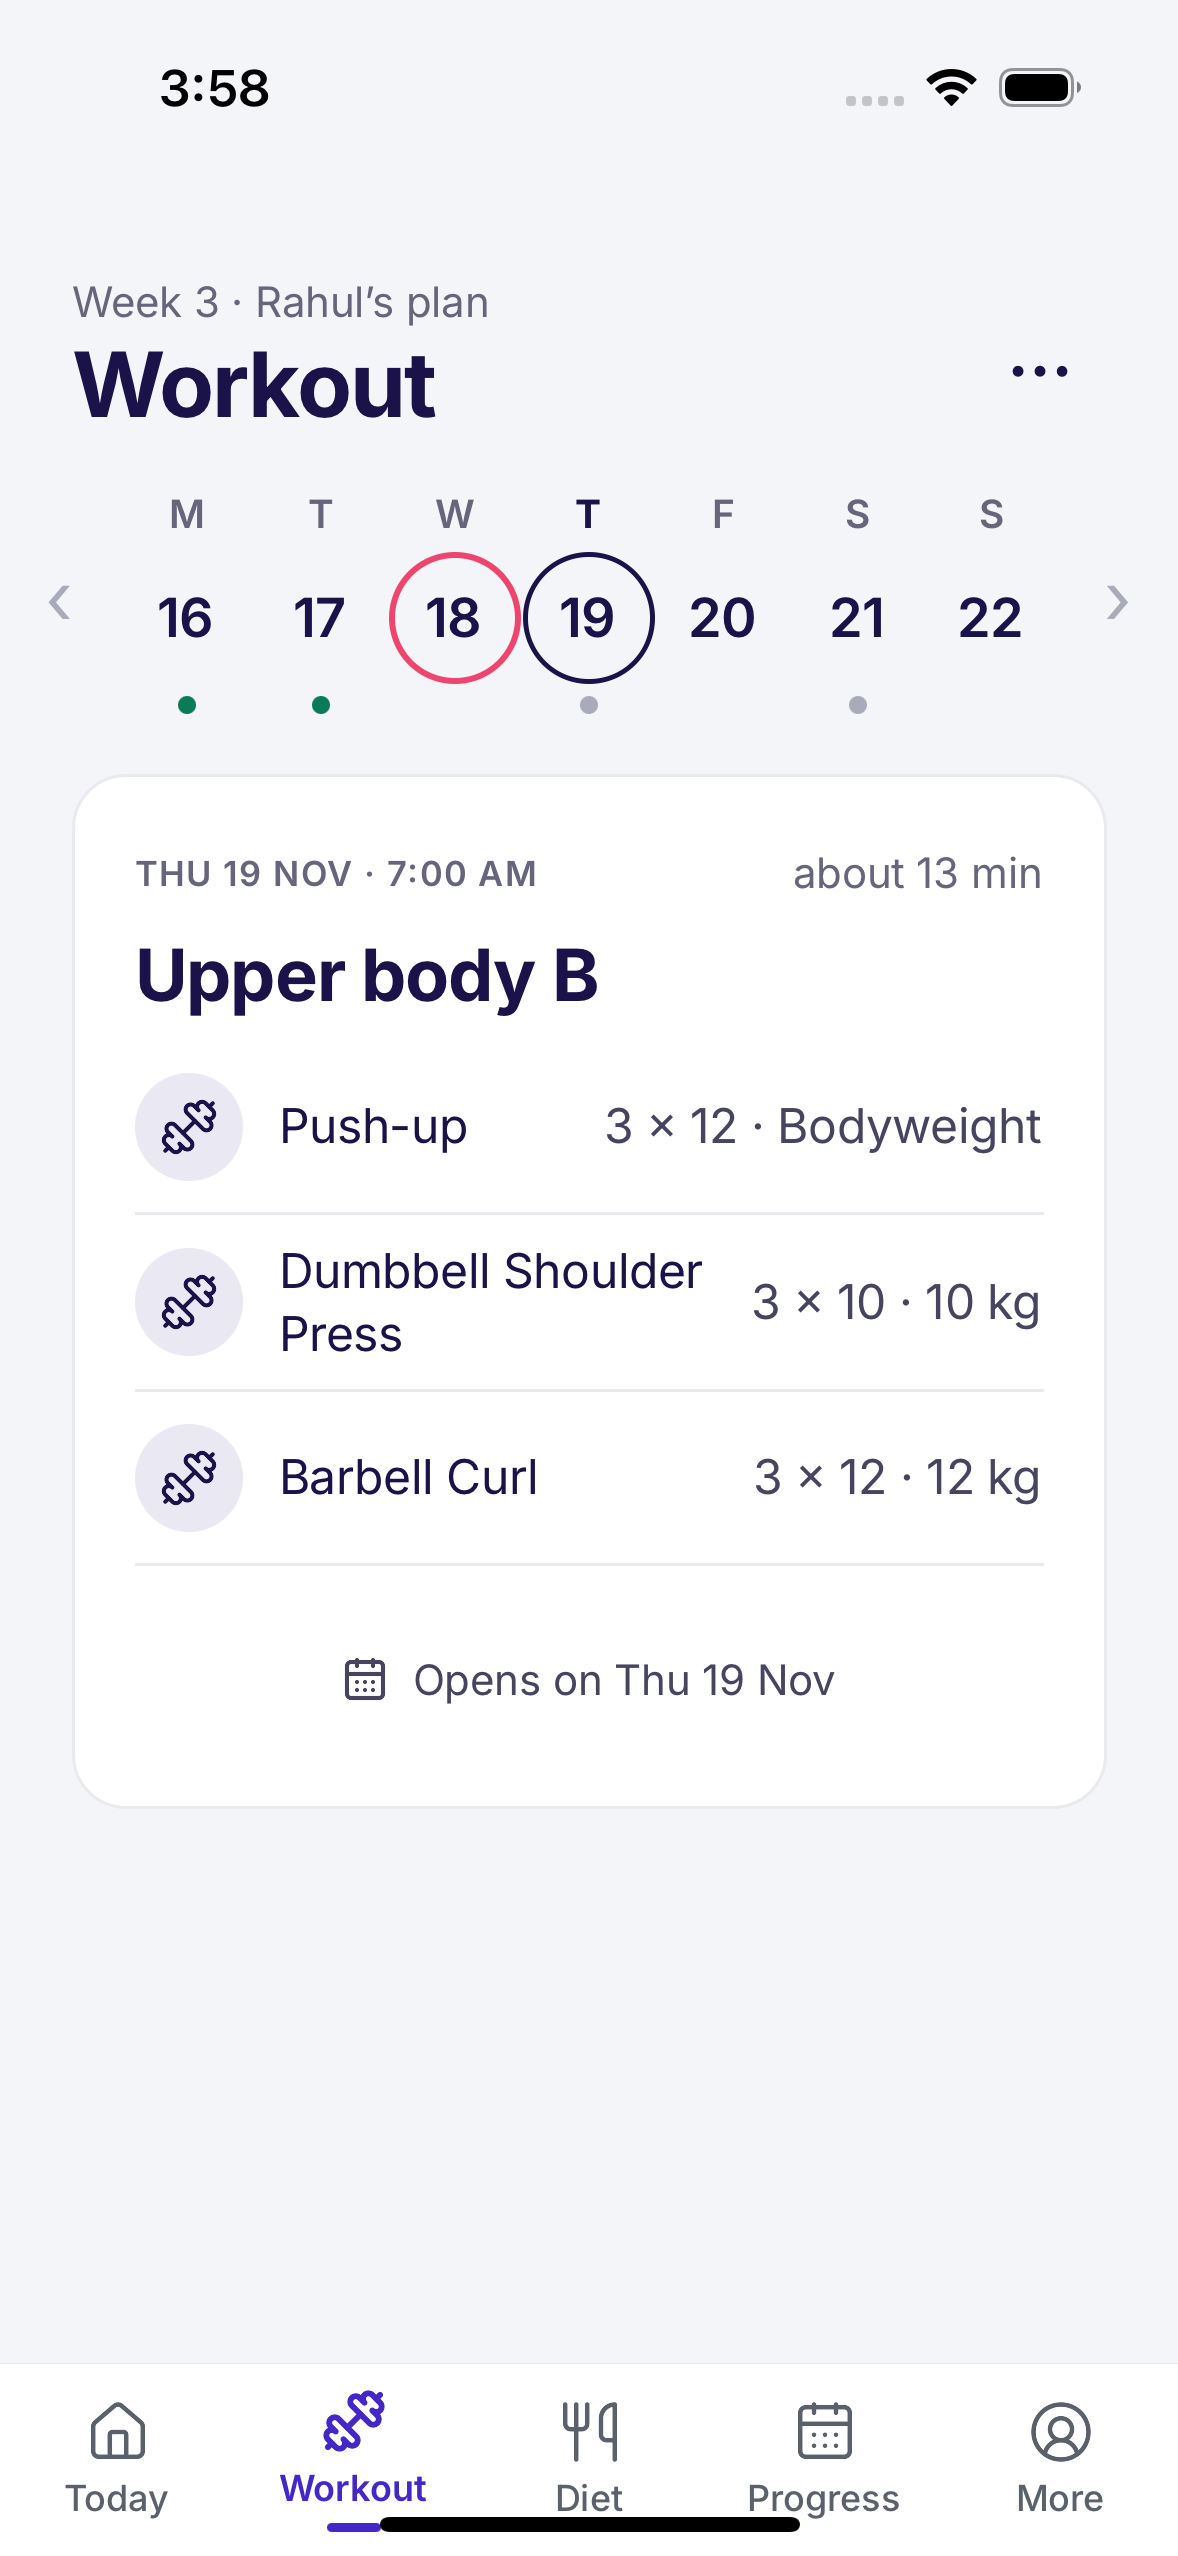 3:58
Week 3 · Rahul’s plan
Workout
M T W T F S S
16 17 18 19 20 21 22
THU 19 NOV · 7:00 AM about 13 min
Upper body B
Push-up 3 × 12 · Bodyweight
Dumbbell Shoulder
Press 3 × 10 · 10 kg
Barbell Curl 3 × 12 · 12 kg
Opens on Thu 19 Nov
Today Workout Diet Progress More